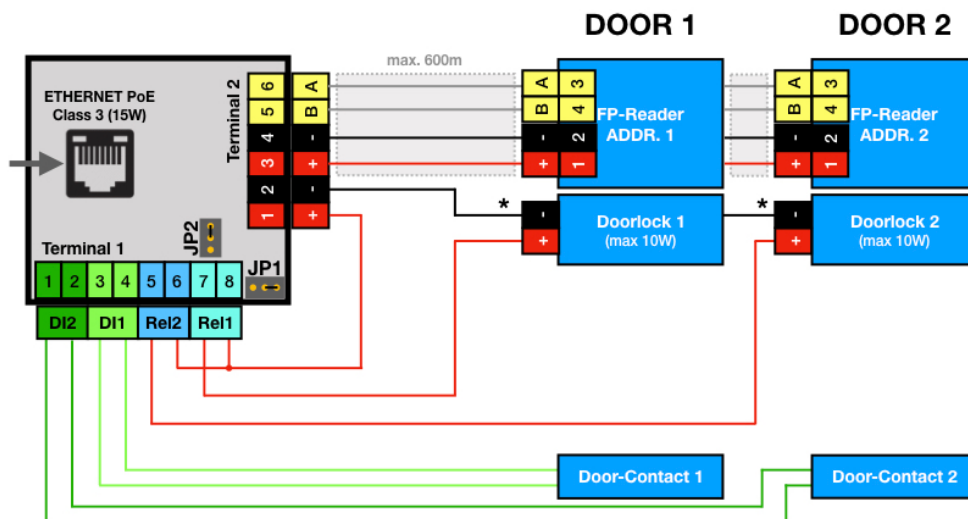 DOOR 1
DOOR 2
max. 600m
ETHERNET PoE
Class 3 (15W)
Terminal 2
6 A
5 B
4 -
3 +
2 -
1 +
A 3
B 4
- 2
+ 1
FP-Reader
ADDR. 1
A 3
B 4
- 2
+ 1
FP-Reader
ADDR. 2
* -
+
Doorlock 1
(max 10W)
* -
+
Doorlock 2
(max 10W)
JP2
Terminal 1
JP1
1 2 3 4 5 6 7 8
DI2 DI1 Rel2 Rel1
Door-Contact 1
Door-Contact 2